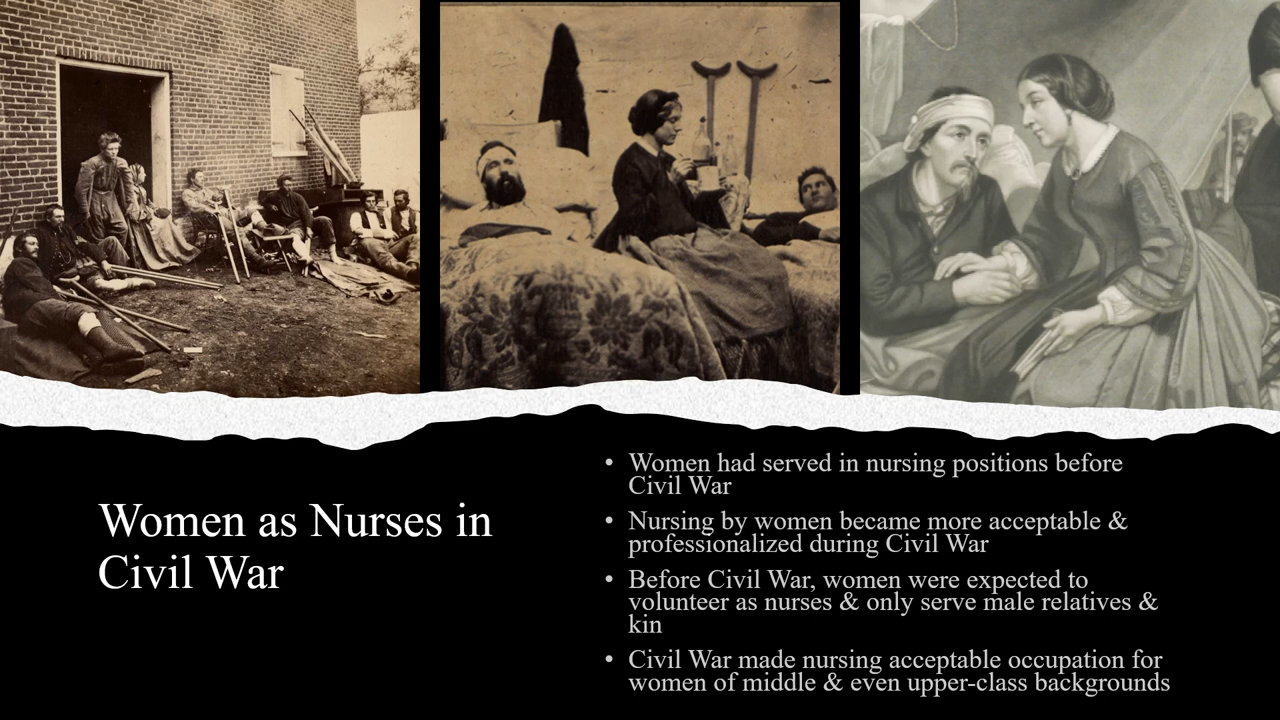 Women as Nurses in
Civil War
• Women had served in nursing positions before
Civil War
• Nursing by women became more acceptable &
professionalized during Civil War
• Before Civil War, women were expected to
volunteer as nurses & only serve male relatives &
kin
• Civil War made nursing acceptable occupation for
women of middle & even upper-class backgrounds